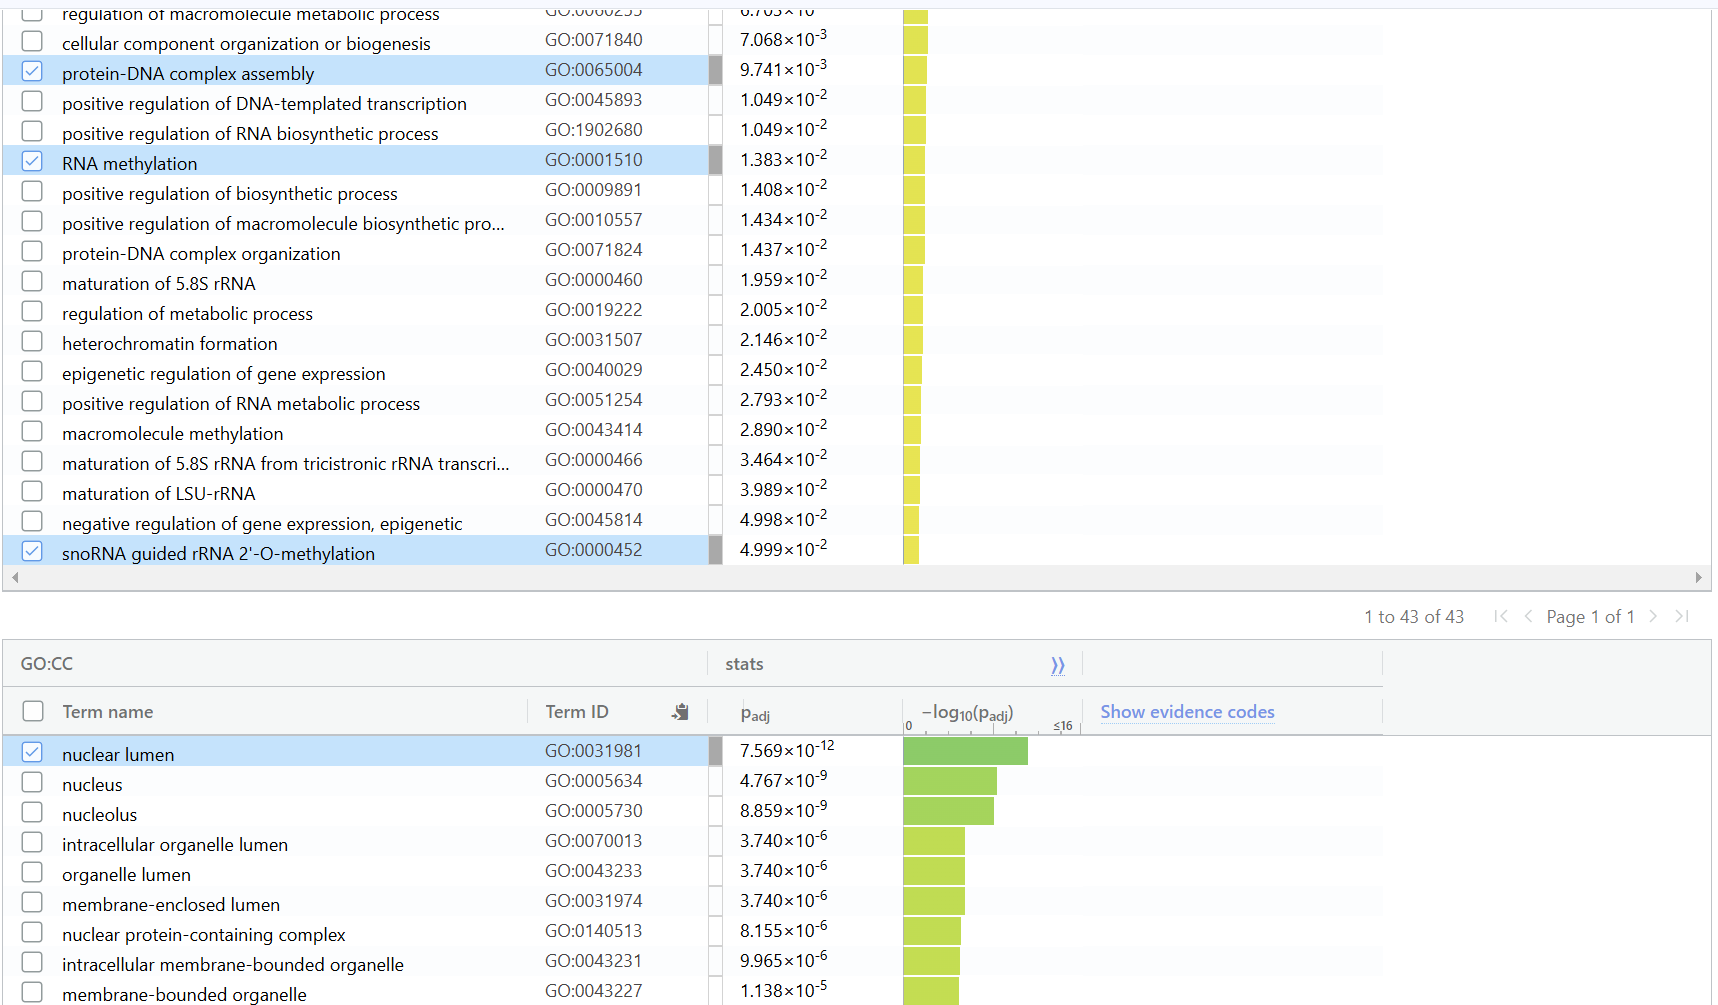 regulation of macromolecule metabolic process GO:0060255 6.703×10
cellular component organization or biogenesis GO:0071840 7.068×10-3
protein-DNA complex assembly GO:0065004 9.741×10-3
positive regulation of DNA-templated transcription GO:0045893 1.049×10-2
positive regulation of RNA biosynthetic process GO:1902680 1.049×10-2
RNA methylation GO:0001510 1.383×10-2
positive regulation of biosynthetic process GO:0009891 1.408×10-2
positive regulation of macromolecule biosynthetic pro... GO:0010557 1.434×10-2
protein-DNA complex organization GO:0071824 1.437×10-2
maturation of 5.8S rRNA GO:0000460 1.959×10-2
regulation of metabolic process GO:0019222 2.005×10-2
heterochromatin formation GO:0031507 2.146×10-2
epigenetic regulation of gene expression GO:0040029 2.450×10-2
positive regulation of RNA metabolic process GO:0051254 2.793×10-2
macromolecule methylation GO:0043414 2.890×10-2
maturation of 5.8S rRNA from tricistronic rRNA transcri... GO:0000466 3.464×10-2
maturation of LSU-rRNA GO:0000470 3.989×10-2
negative regulation of gene expression, epigenetic GO:0045814 4.998×10-2
snoRNA guided rRNA 2'-O-methylation GO:0000452 4.999×10-2
1 to 43 of 43 Page 1 of 1
GO:CC stats
Term name Term ID padj −log10(padj) Show evidence codes
0 ≤16
nuclear lumen GO:0031981 7.569×10-12
nucleus GO:0005634 4.767×10-9
nucleolus GO:0005730 8.859×10-9
intracellular organelle lumen GO:0070013 3.740×10-6
organelle lumen GO:0043233 3.740×10-6
membrane-enclosed lumen GO:0031974 3.740×10-6
nuclear protein-containing complex GO:0140513 8.155×10-6
intracellular membrane-bounded organelle GO:0043231 9.965×10-6
membrane-bounded organelle GO:0043227 1.138×10-5